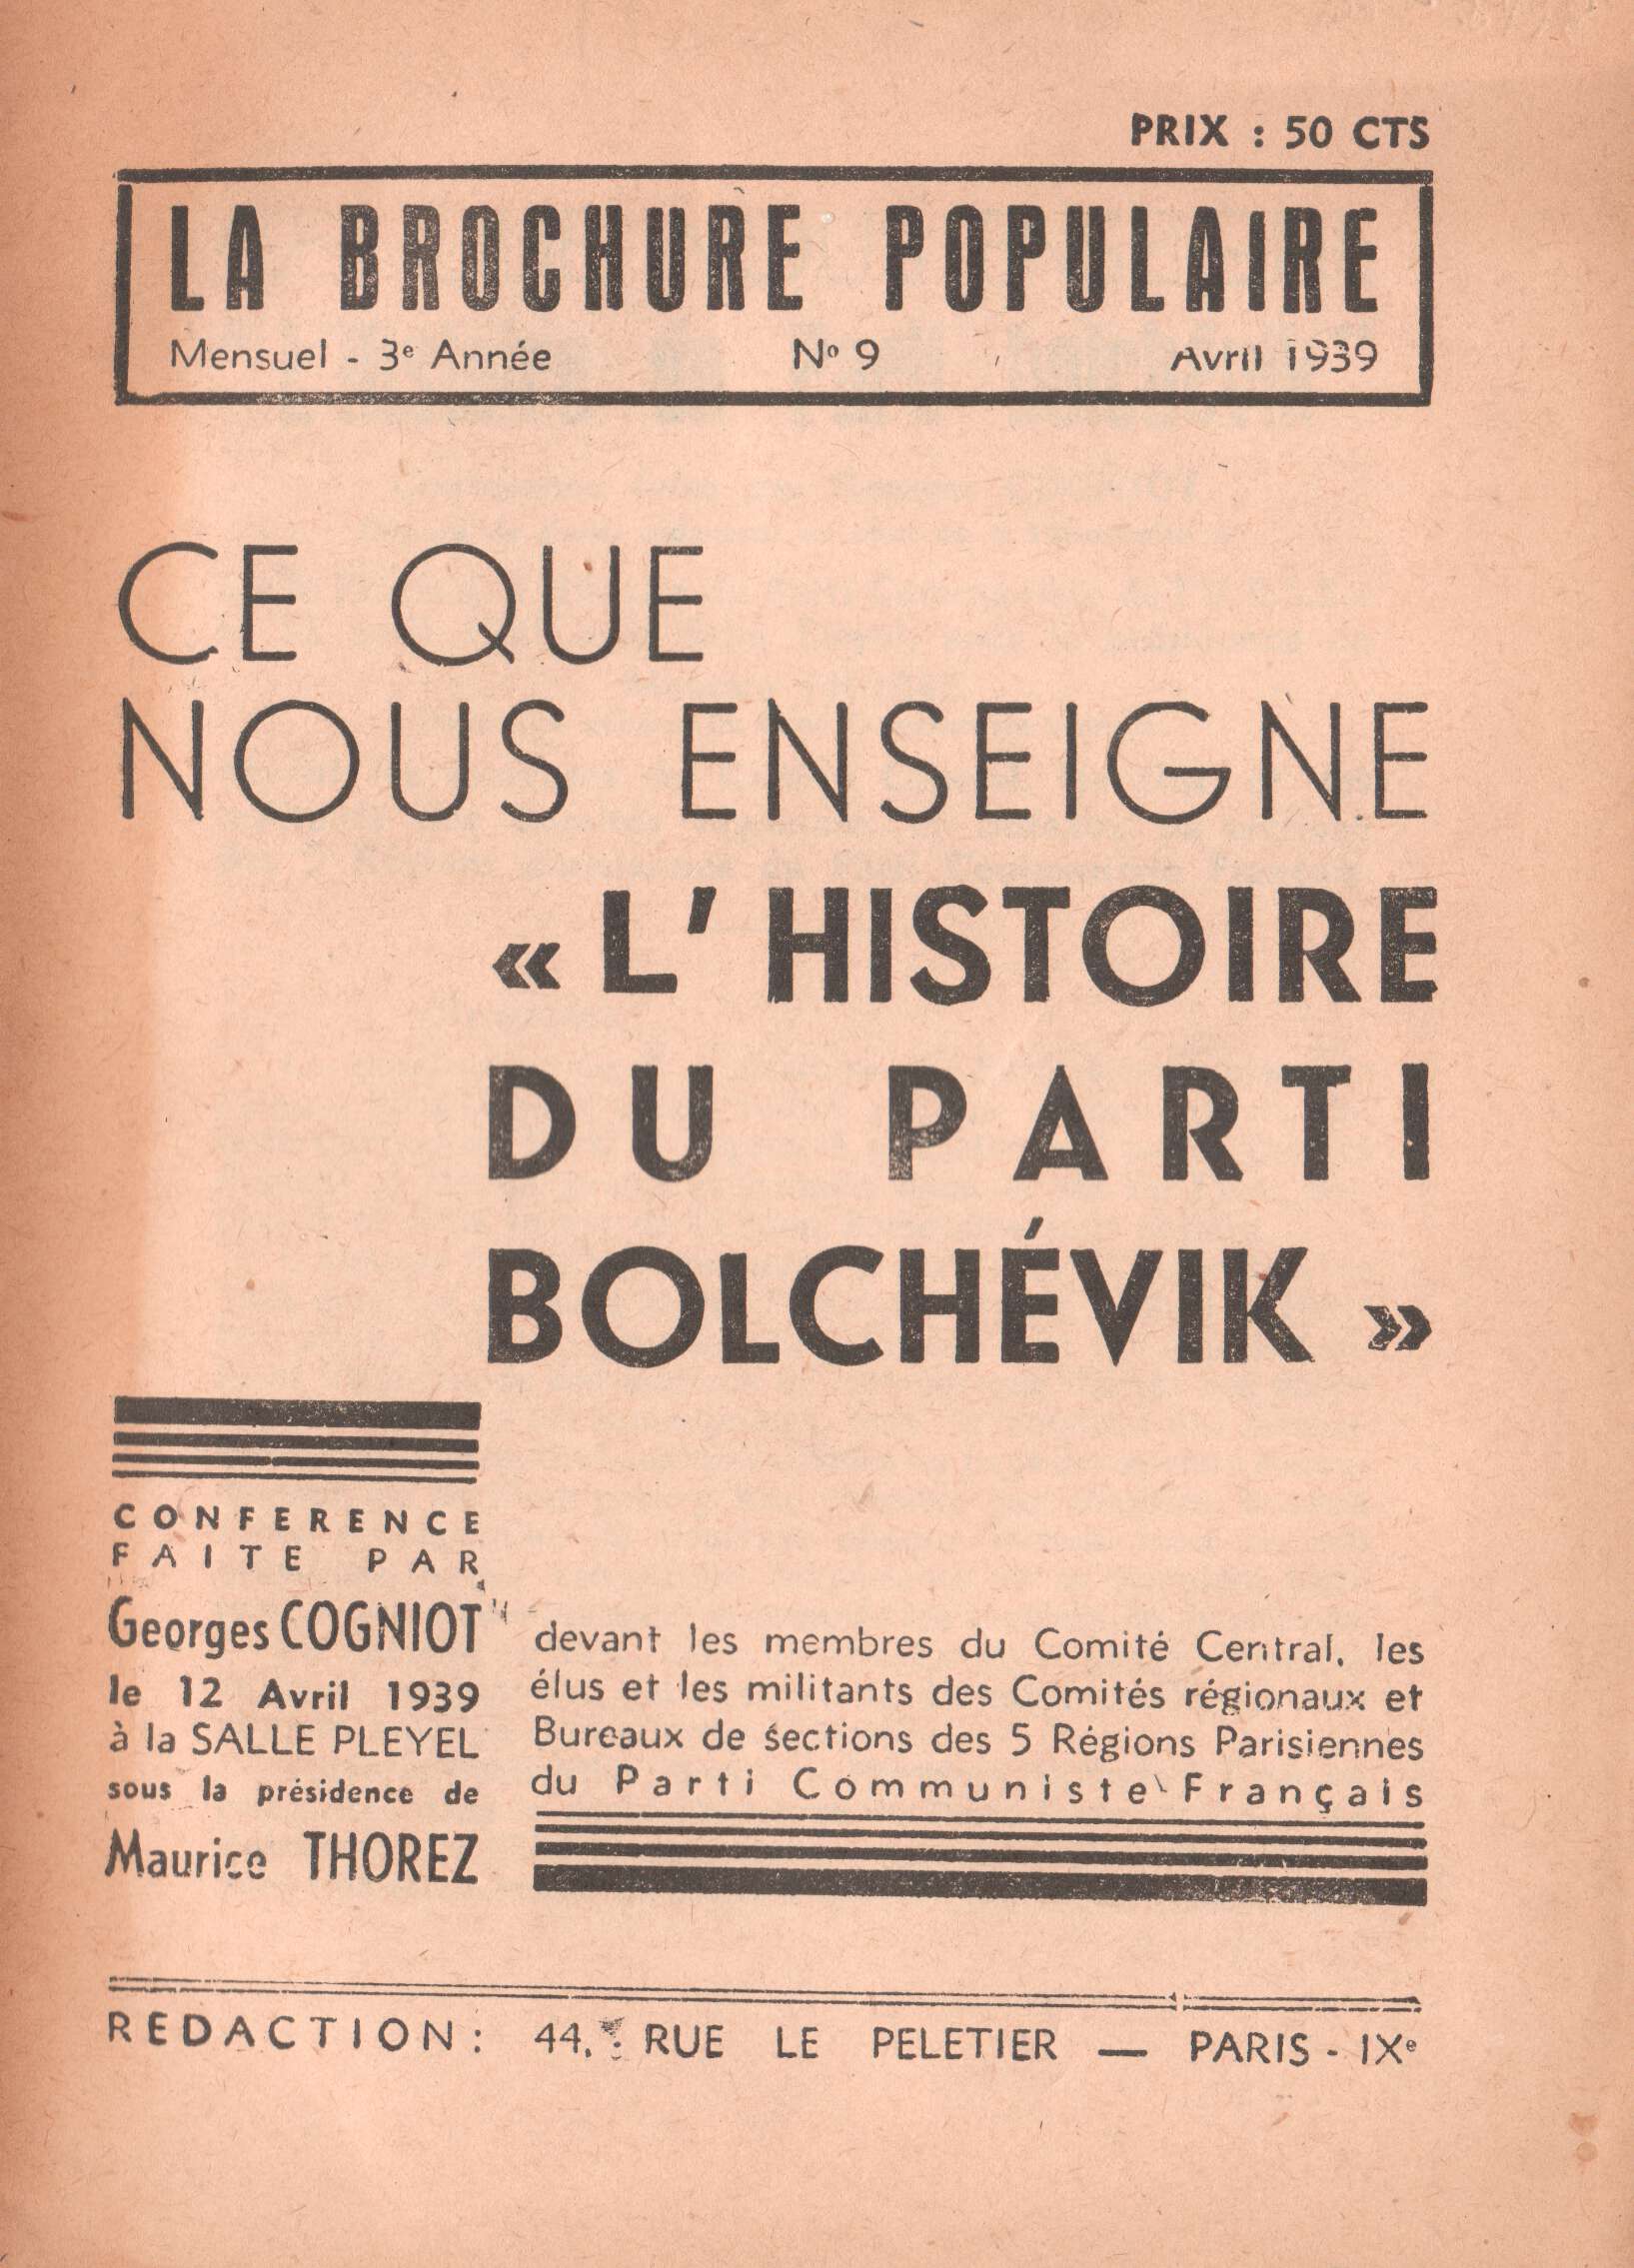 PRIX : 50 CTS
LA BROCHURE POPULAIRE
Mensuel - 3e Année Nº 9 Avril 1939
CE QUE
NOUS ENSEIGNE
« L'HISTOIRE
DU PARTI
BOLCHÉVIK »
CONFERENCE
FAITE PAR
Georges COGNIOT
le 12 Avril 1939
à la SALLE PLEYEL
sous la présidence de
Maurice THOREZ
devant les membres du Comité Central, les
élus et les militants des Comités régionaux et
Bureaux de sections des 5 Régions Parisiennes
du Parti Communiste Français
REDACTION : 44, RUE LE PELETIER — PARIS - IXe